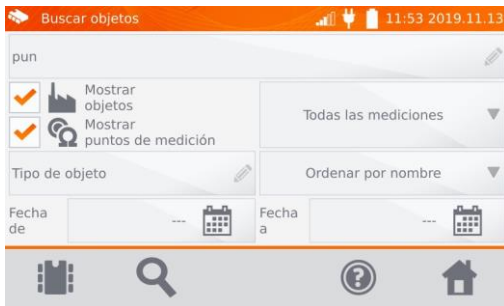 Buscar objetos 11:53 2019.11.13
pun
Mostrar
objetos
Mostrar
puntos de medición
Todas las mediciones
Tipo de objeto
Ordenar por nombre
Fecha
de
---
Fecha
a
---